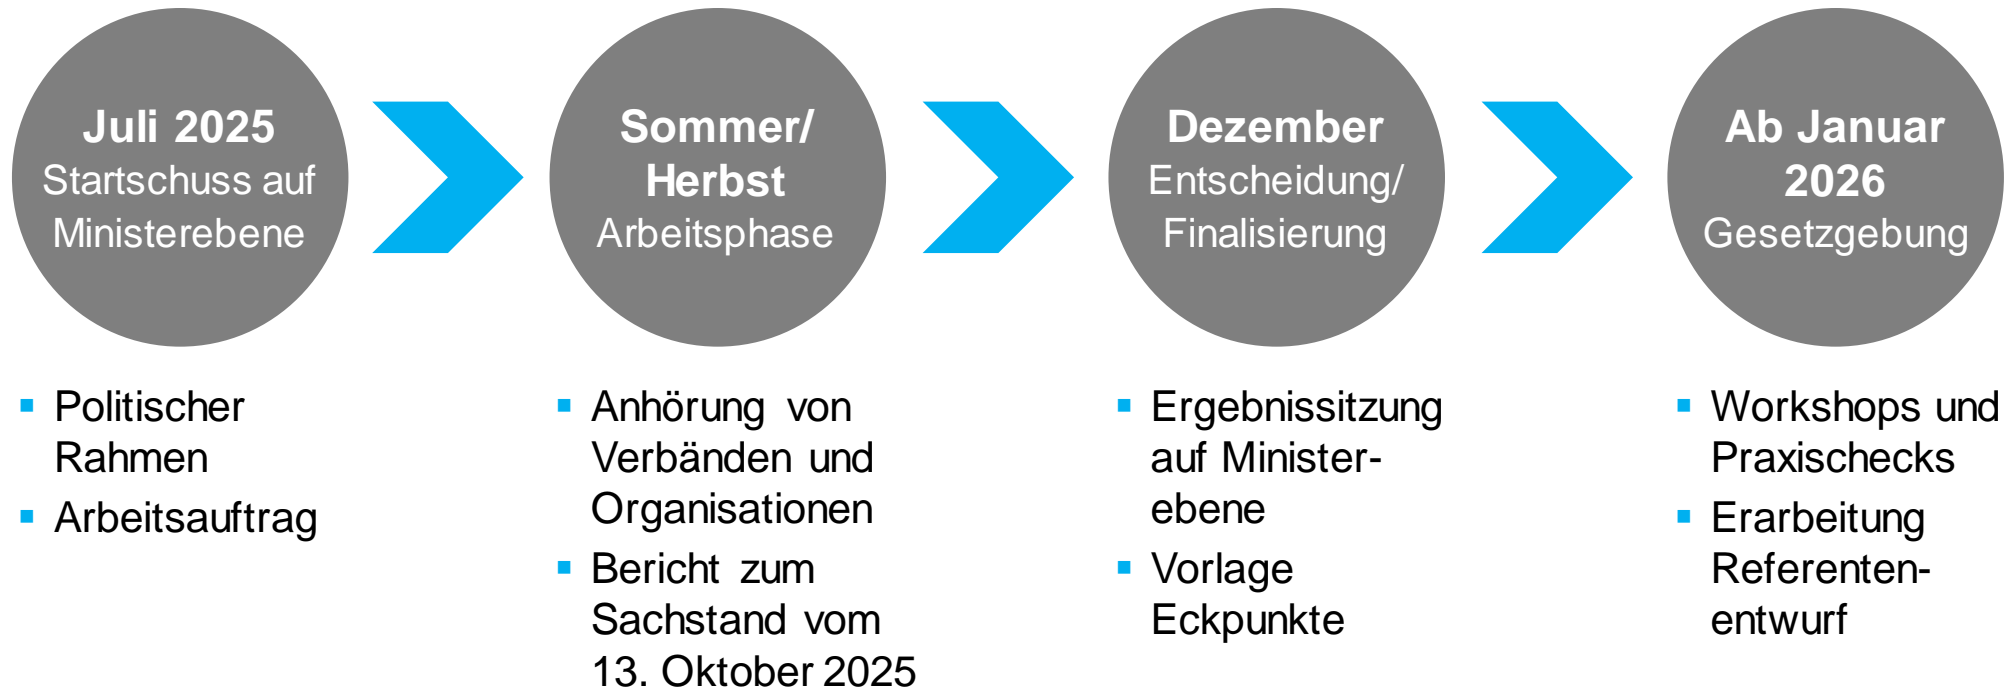 Juli 2025
Startschuss auf
Ministerebene
Sommer/
Herbst
Arbeitsphase
Dezember
Entscheidung/
Finalisierung
Ab Januar
2026
Gesetzgebung
Politischer
Rahmen
Arbeitsauftrag
Anhörung von
Verbänden und
Organisationen
Bericht zum
Sachstand vom
13. Oktober 2025
Ergebnissitzung
auf Minister-
ebene
Vorlage
Eckpunkte
Workshops und
Praxischecks
Erarbeitung
Referenten-
entwurf